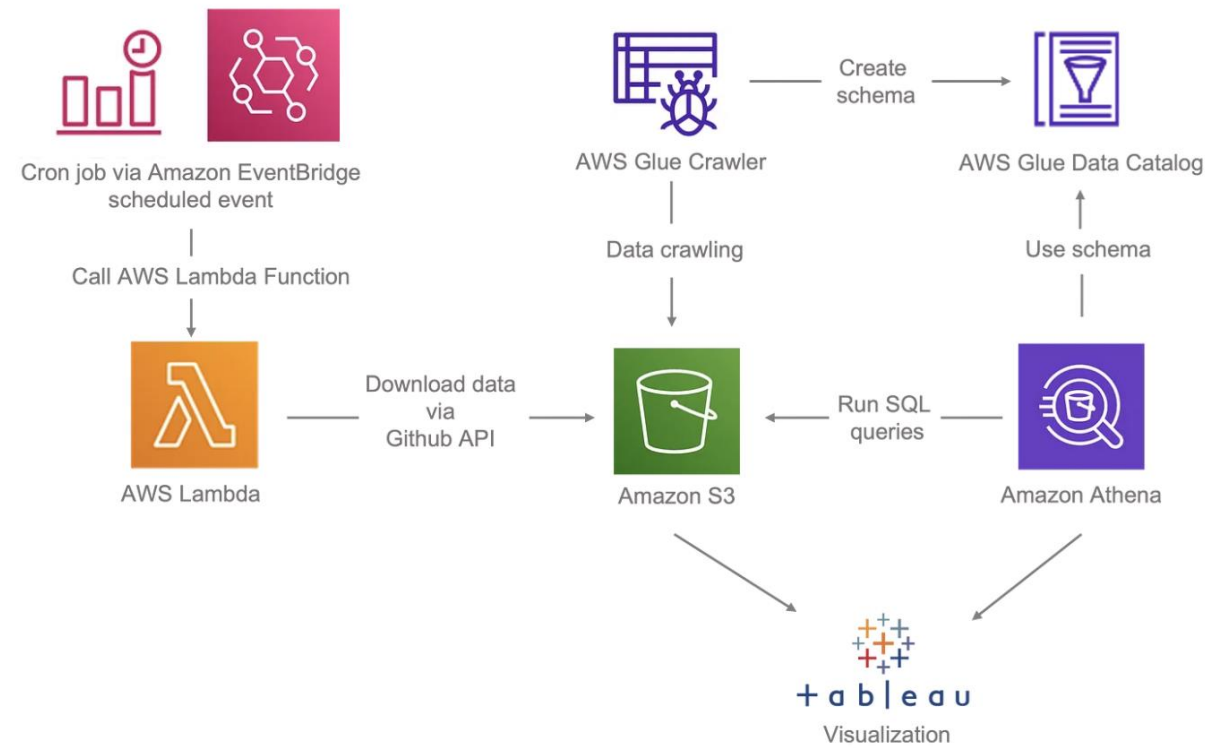 Cron job via Amazon EventBridge
scheduled event
Call AWS Lambda Function
AWS Lambda
Download data
via
Github API
AWS Glue Crawler
Create
schema
AWS Glue Data Catalog
Data crawling
Use schema
Amazon S3
Run SQL
queries
Amazon Athena
+ableau
Visualization